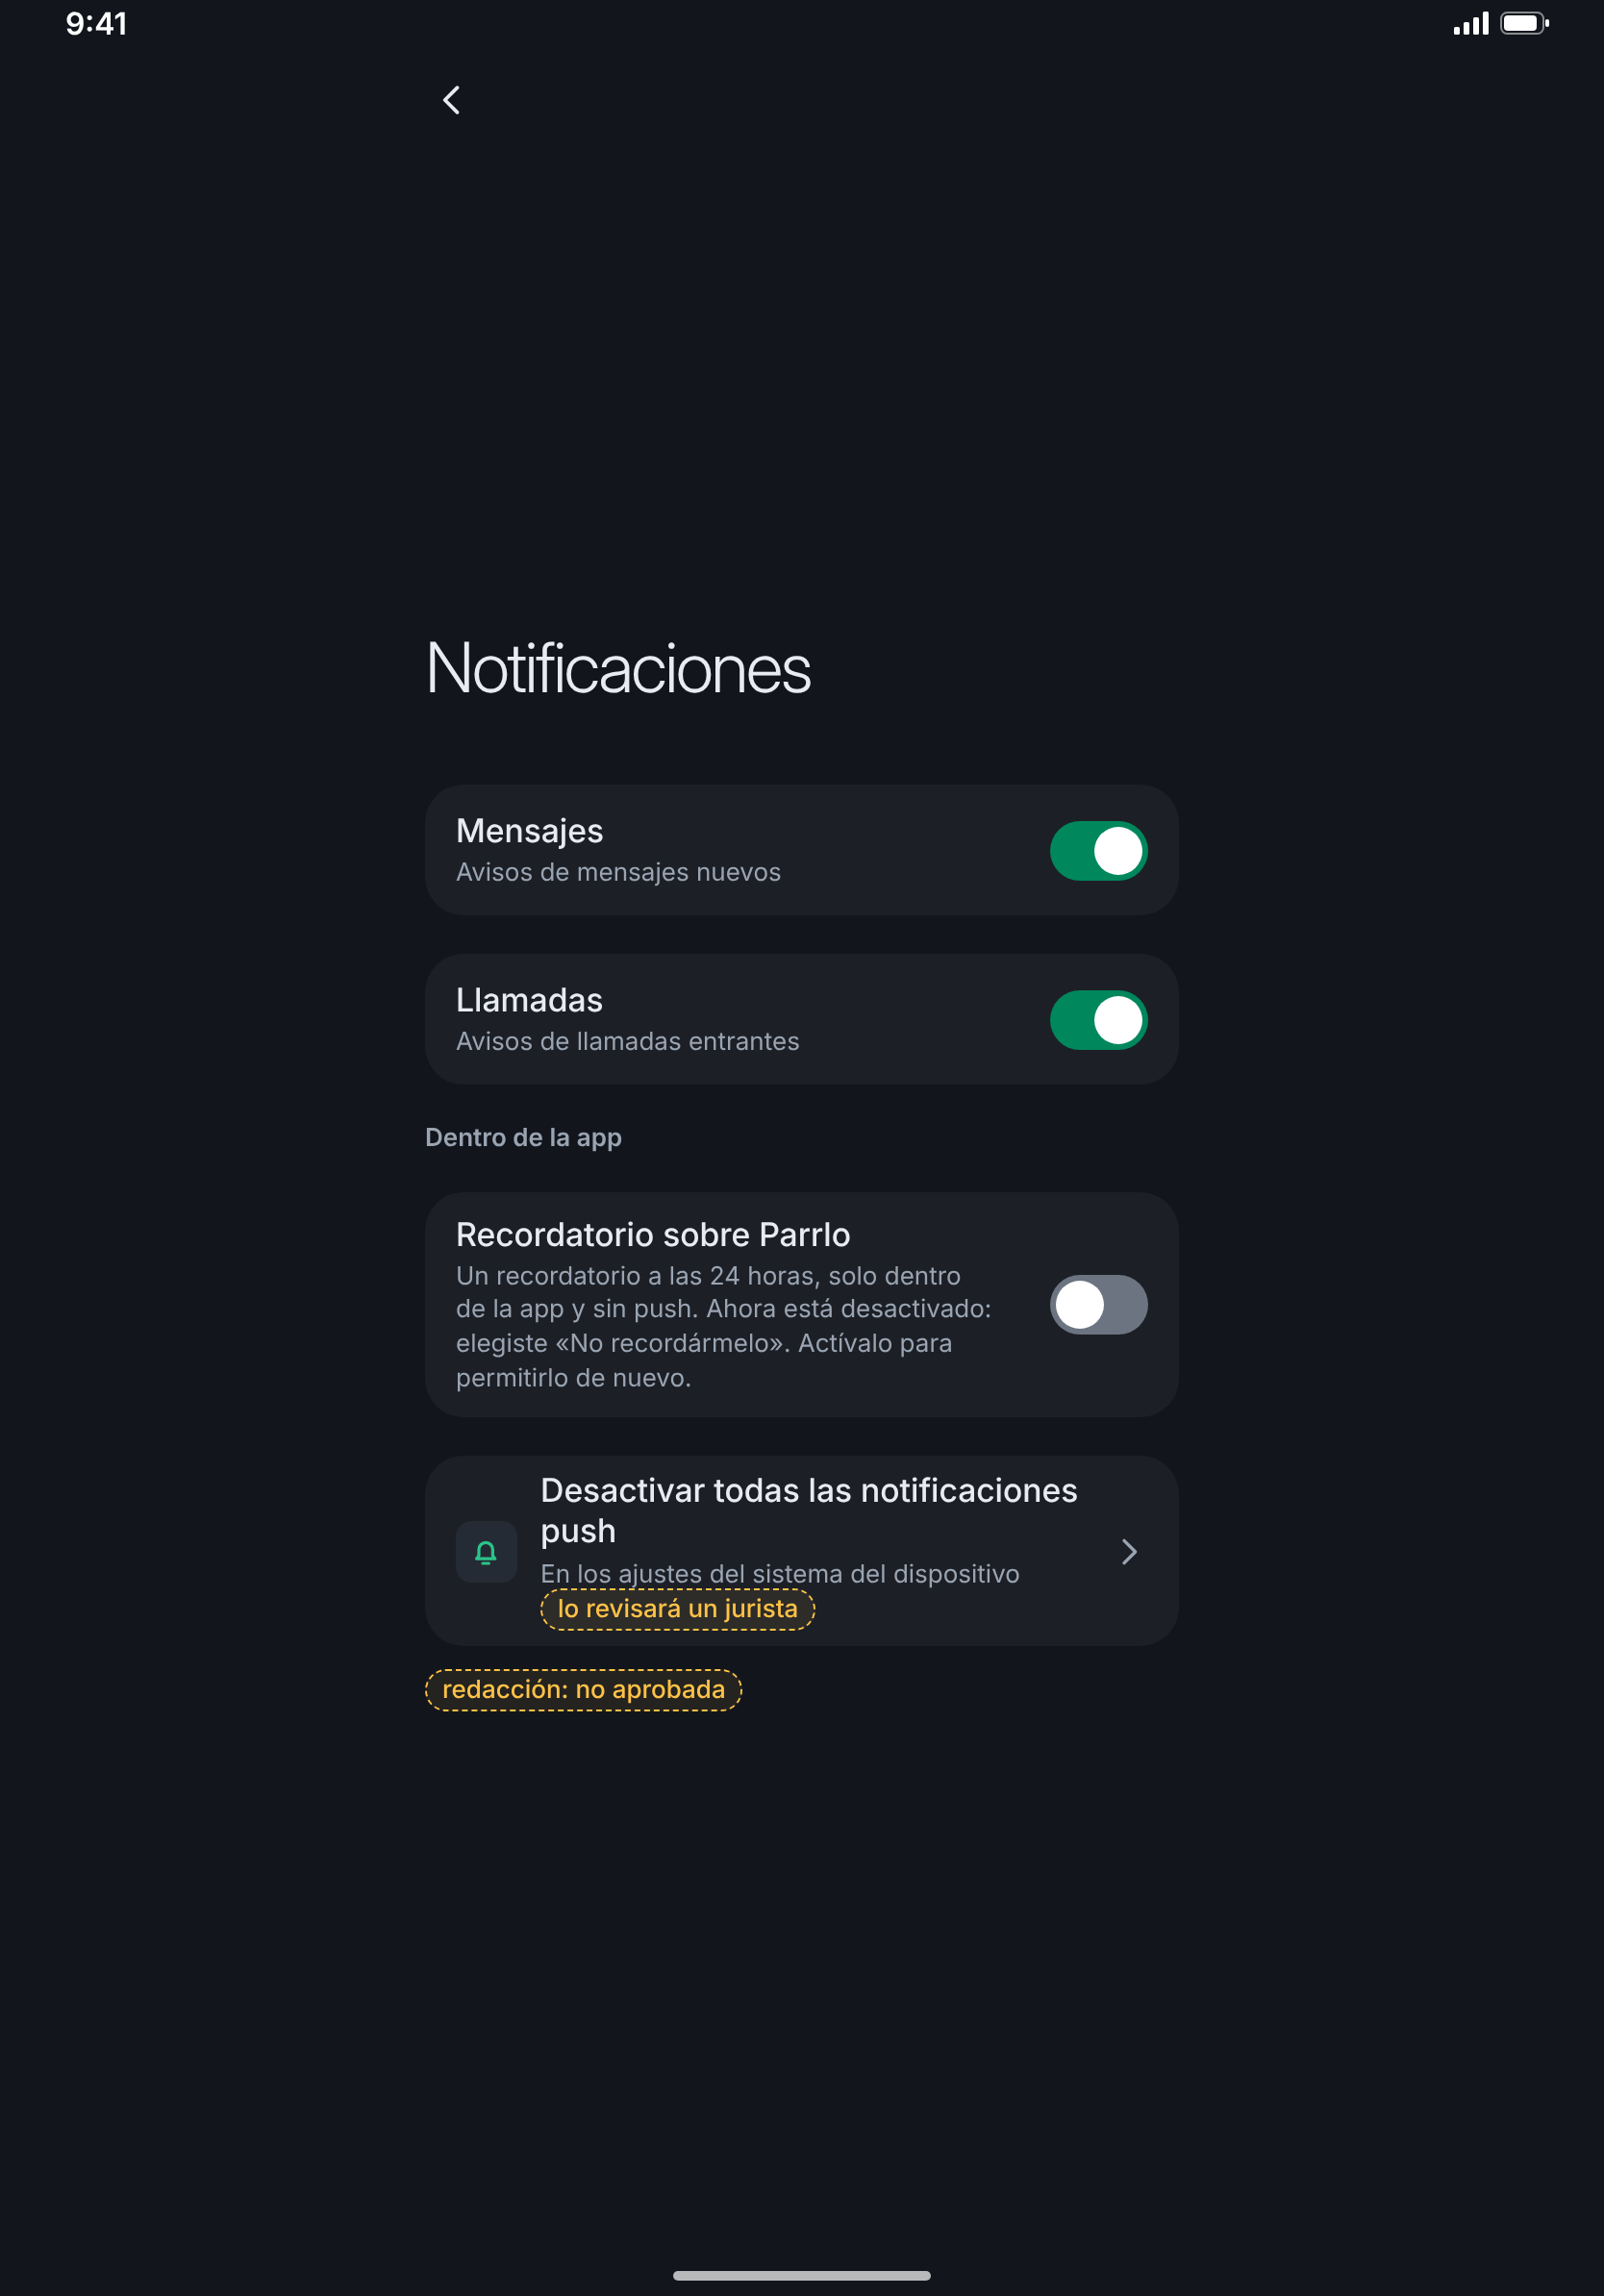 9:41
Notificaciones
Mensajes
Avisos de mensajes nuevos
Llamadas
Avisos de llamadas entrantes
Dentro de la app
Recordatorio sobre Parrlo
Un recordatorio a las 24 horas, solo dentro
de la app y sin push. Ahora está desactivado:
elegiste «No recordármelo». Actívalo para
permitirlo de nuevo.
Desactivar todas las notificaciones
push
En los ajustes del sistema del dispositivo
lo revisará un jurista
redacción: no aprobada